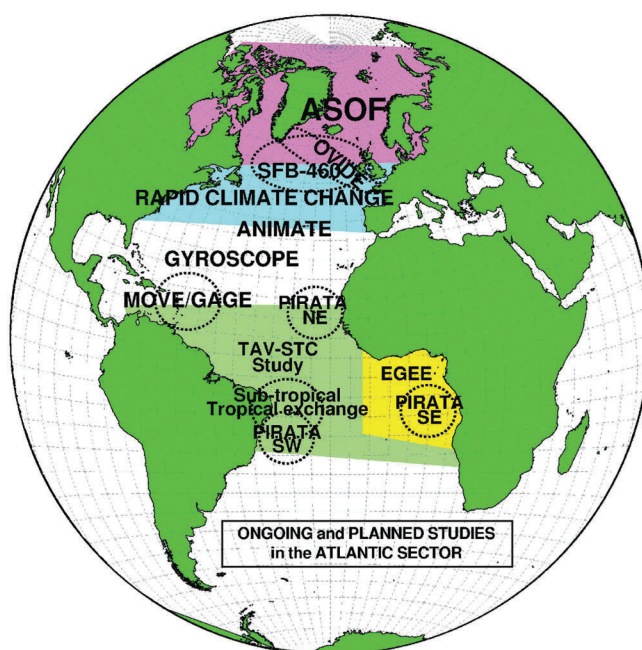 ASOF
OVIDE
SFB-460
RAPID CLIMATE CHANGE
ANIMATE
GYROSCOPE
MOVE/GAGE
PIRATA
NE
TAV-STC
Study
EGEE
Sub-tropical
Tropical exchange
PIRATA
SE
PIRATA
SW
ONGOING and PLANNED STUDIES
in the ATLANTIC SECTOR